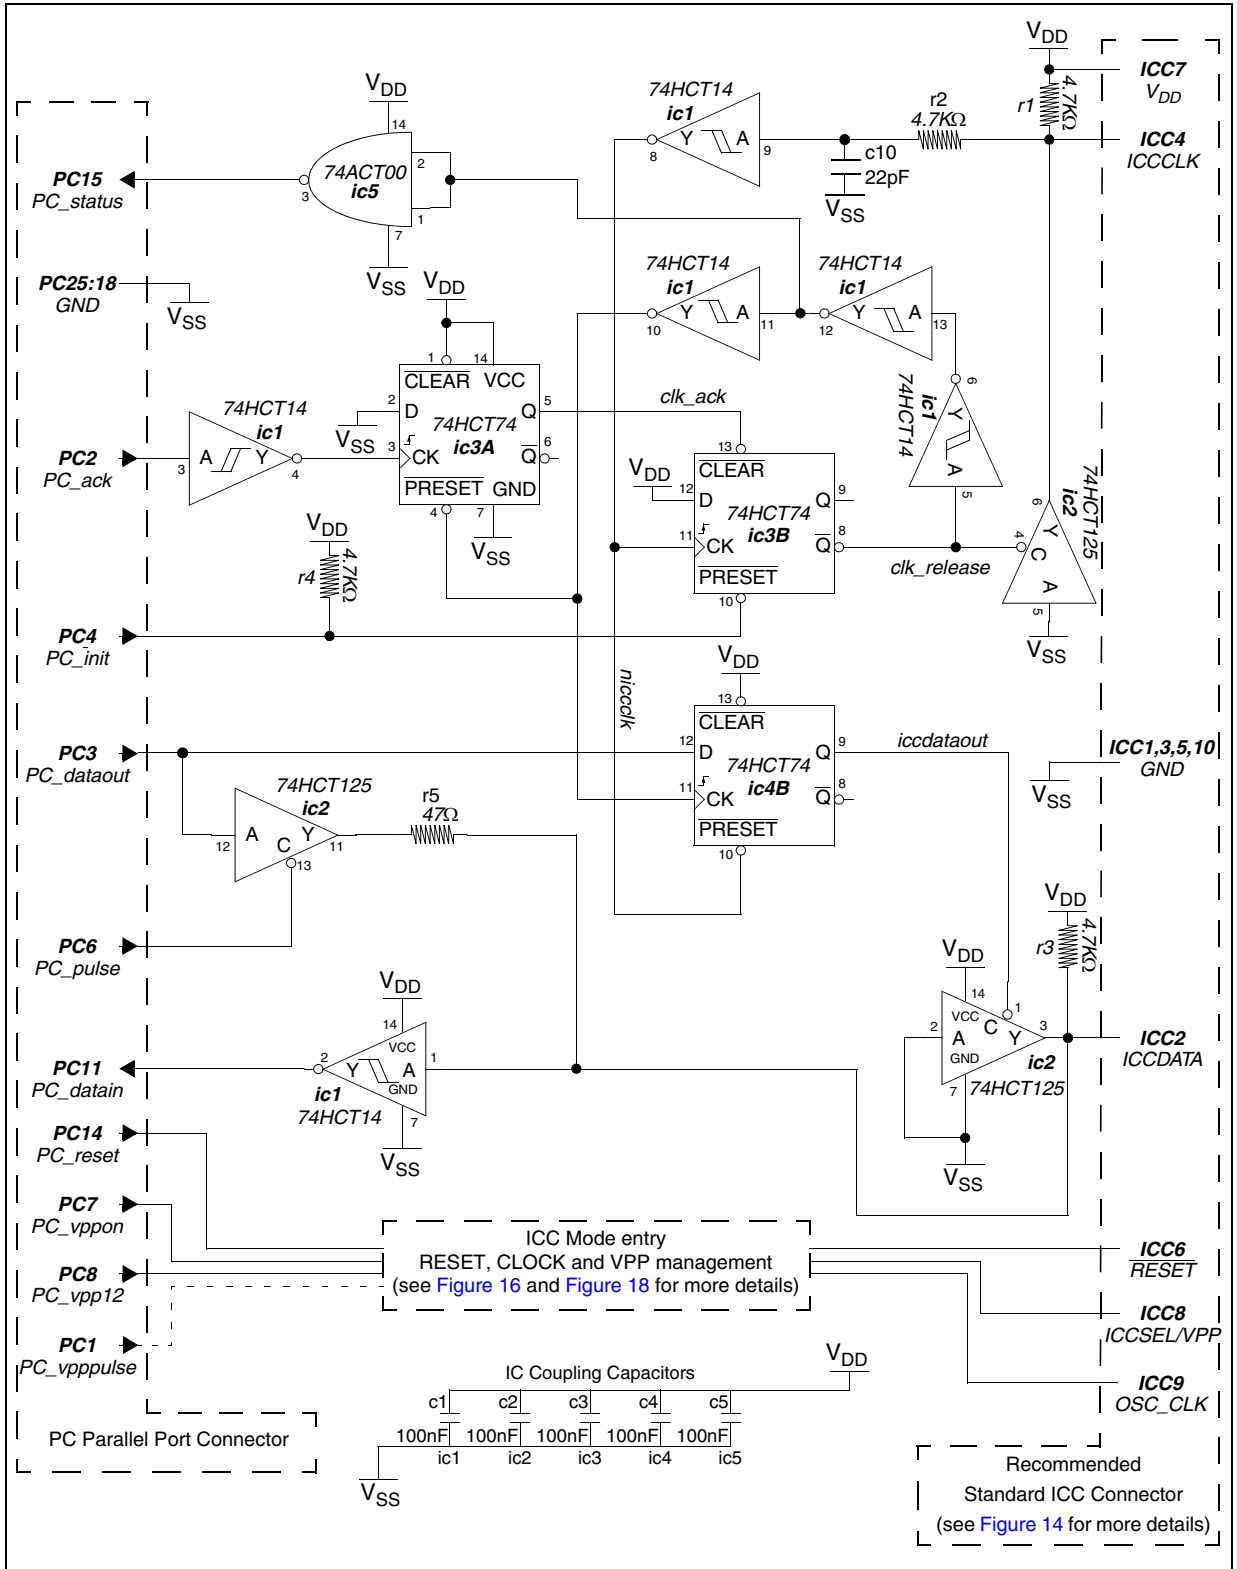 VDD
ICC7
VDD
r1
4.7KΩ
74HCT14
ic1
Y
A
8
9
r2
4.7KΩ
c10
22pF
VSS
ICC4
ICCCLK
VDD
14
74ACT00
ic5
2
1
3
7
VSS
PC15
PC_status
PC25:18
GND
VSS
74HCT14
ic1
Y
A
10
11
74HCT14
ic1
Y
A
12
13
VDD
1
14
CLEAR
VCC
2
D
Q
5
VSS
74HCT74
ic3A
3
CK
Q
6
PRESET
GND
4
7
VSS
74HCT14
ic1
A
Y
3
4
PC2
PC_ack
clk_ack
6
Y
ic1
74HCT14
A
5
13
CLEAR
VDD
12
D
Q
9
74HCT74
ic3B
11
CK
Q
8
PRESET
10
clk_release
6
Y
ic2
74HCT125
4
C
A
5
VSS
VDD
r4
4.7KΩ
PC4
PC_init
niccclk
VDD
13
CLEAR
12
D
Q
9
74HCT74
ic4B
11
CK
Q
8
PRESET
10
iccdataout
ICC1,3,5,10
GND
VSS
PC3
PC_dataout
74HCT125
ic2
A
Y
C
12
11
13
r5
47Ω
PC6
PC_pulse
VDD
r3
4.7KΩ
VDD
14
VCC
1
C
2
A
Y
3
GND
ic2
7
74HCT125
VSS
ICC2
ICCDATA
VDD
14
VCC
2
Y
A
1
GND
ic1
74HCT14
7
VSS
PC11
PC_datain
PC14
PC_reset
PC7
PC_vppon
PC8
PC_vpp12
PC1
PC_vpppulse
ICC Mode entry
RESET, CLOCK and VPP management
(see Figure 16 and Figure 18 for more details)
ICC6
RESET
ICC8
ICCSEL/VPP
ICC9
OSC_CLK
IC Coupling Capacitors
VDD
c1
c2
c3
c4
c5
100nF
100nF
100nF
100nF
100nF
ic1
ic2
ic3
ic4
ic5
VSS
PC Parallel Port Connector
Recommended
Standard ICC Connector
(see Figure 14 for more details)